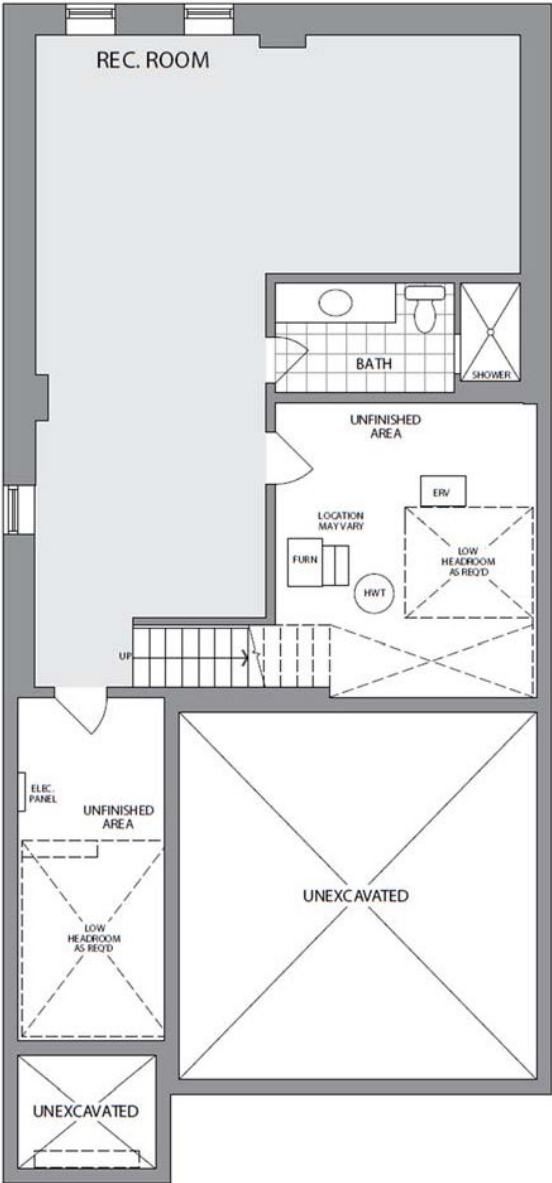 REC. ROOM
BATH
SHOWER
UNFINISHED
AREA
ERV
LOCATION
MAY VARY
FURN
HWT
LOW
HEADROOM
AS REQ'D
UP
ELEC.
PANEL
UNFINISHED
AREA
LOW
HEADROOM
AS REQ'D
UNEXCAVATED
UNEXCAVATED